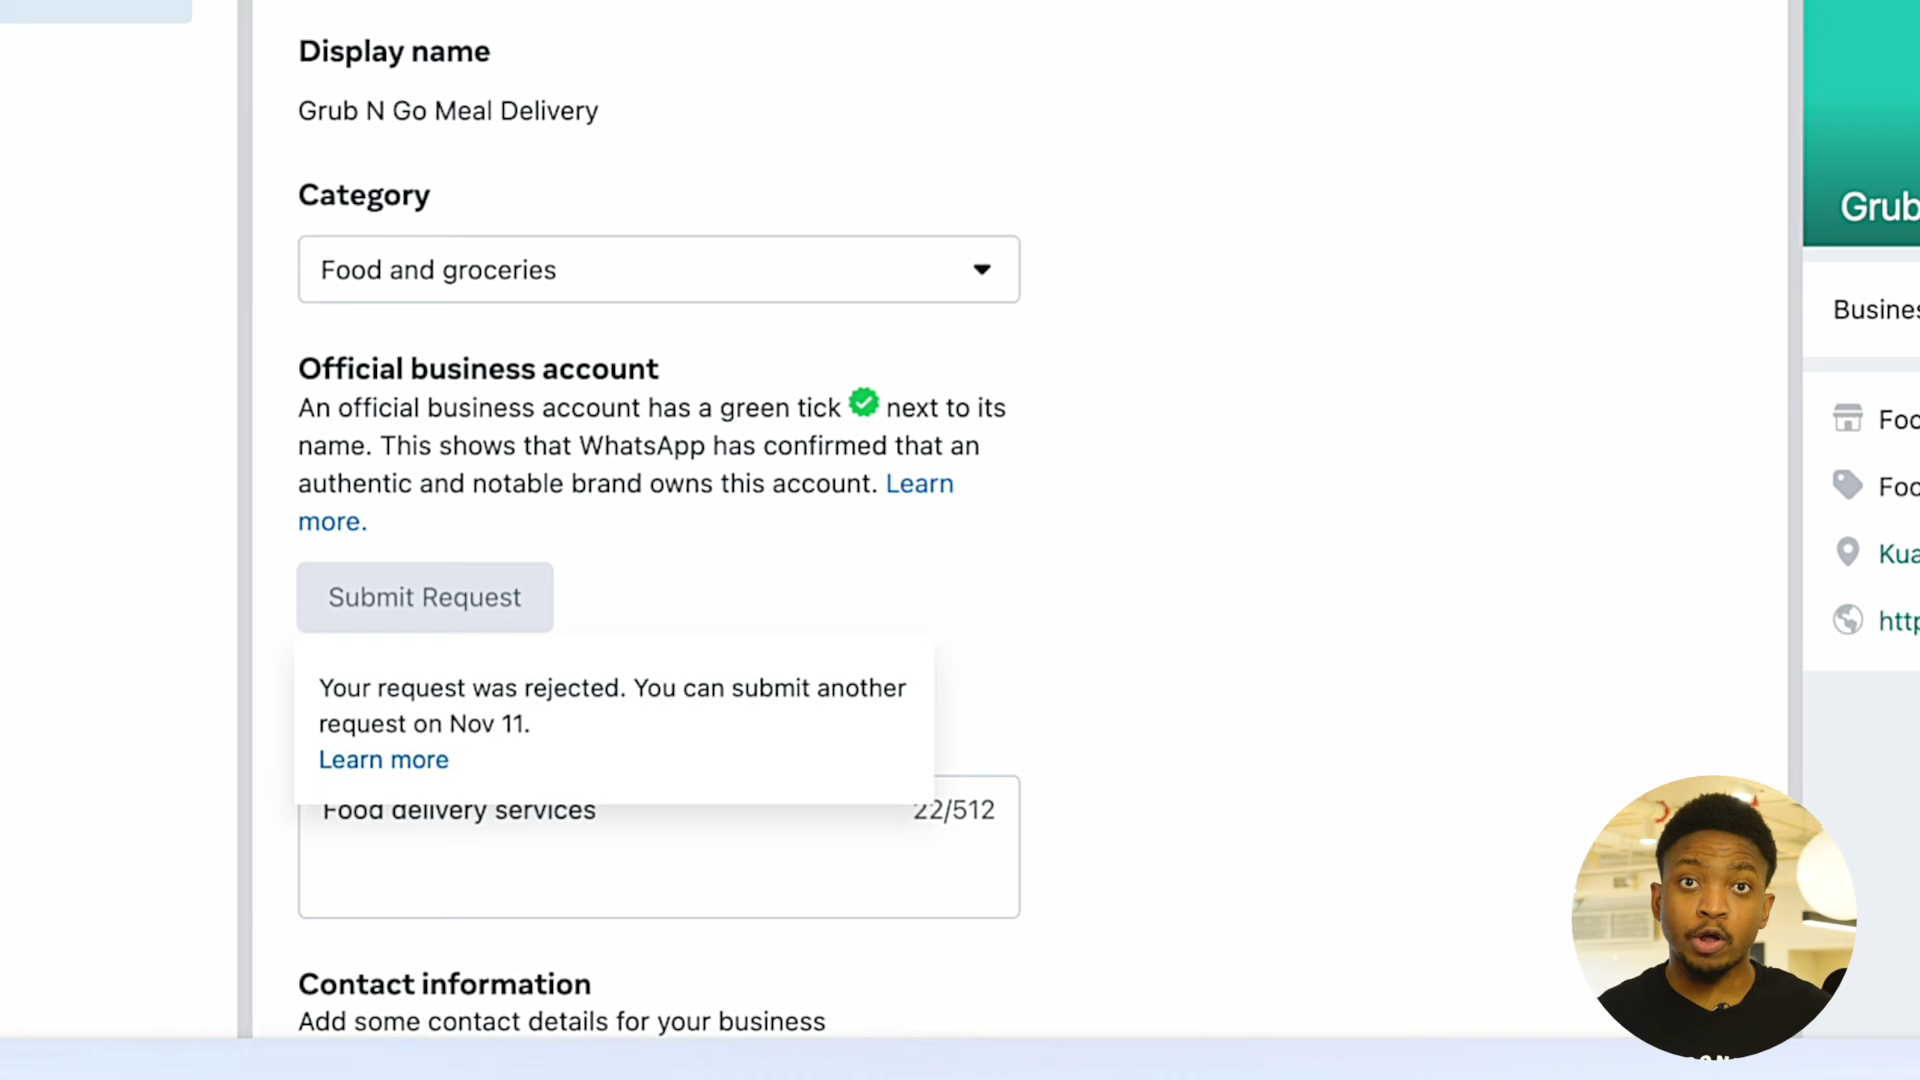 Display name
Grub N Go Meal Delivery
Category
Food and groceries
Official business account
An official business account has a green tick next to its
name. This shows that WhatsApp has confirmed that an
authentic and notable brand owns this account. Learn
more.
Submit Request
Your request was rejected. You can submit another
request on Nov 11.
Learn more
Food delivery services
22/512
Contact information
Add some contact details for your business
Grub
Busines
Foo
Foo
Kua
http